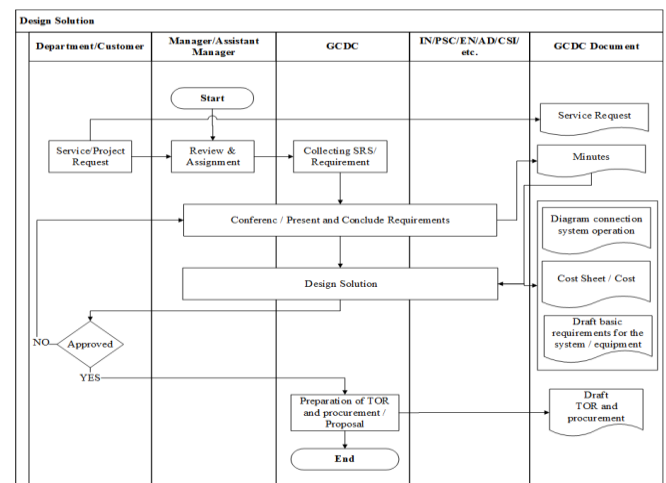 Design Solution
Department/Customer
Manager/Assistant
Manager
GCDC
IN/PSC/EN/AD/CSI/
etc.
GCDC Document
Start
Service Request
Service/Project
Request
Review &
Assignment
Collecting SRS/
Requirement
Minutes
Conferenc / Present and Conclude Requirements
Diagram connection
system operation
Design Solution
Cost Sheet / Cost
Draft basic
requirements for the
system / equipment
NO
Approved
YES
Preparation of TOR
and procurement /
Proposal
Draft
TOR and
procurement
End